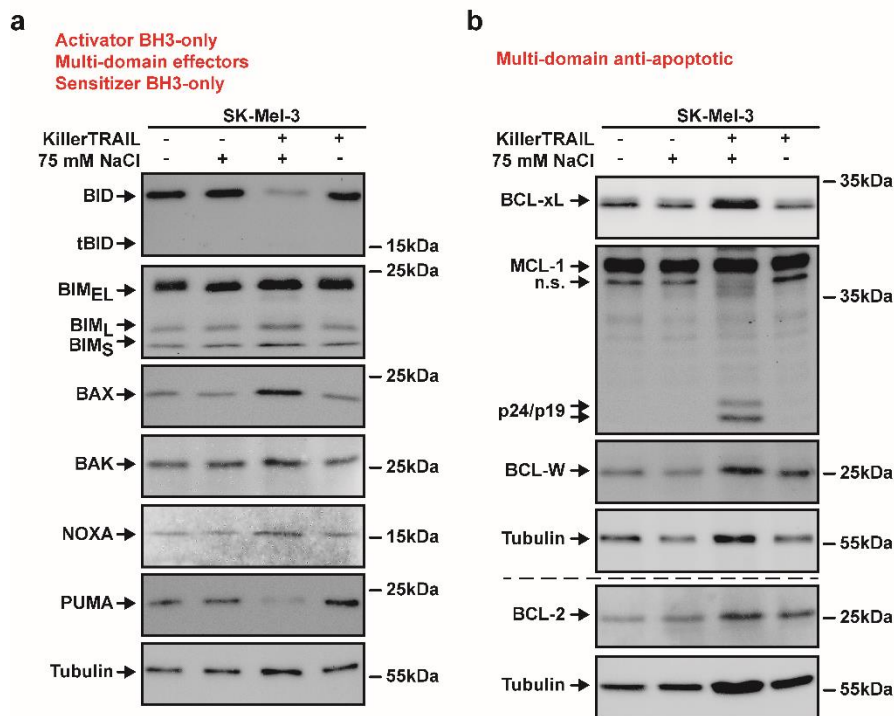 a
Activator BH3-only
Multi-domain effectors
Sensitizer BH3-only
SK-Mel-3
KillerTRAIL - - + +
75 mM NaCl - + + -
BID
tBID
15kDa
25kDa
BIMEL
BIML
BIMS
25kDa
BAX
BAK
25kDa
NOXA
15kDa
25kDa
PUMA
Tubulin
55kDa
b
Multi-domain anti-apoptotic
SK-Mel-3
KillerTRAIL - - + +
75 mM NaCl - + + -
35kDa
BCL-xL
MCL-1
n.s.
35kDa
p24/p19
BCL-W
25kDa
Tubulin
55kDa
BCL-2
25kDa
Tubulin
55kDa